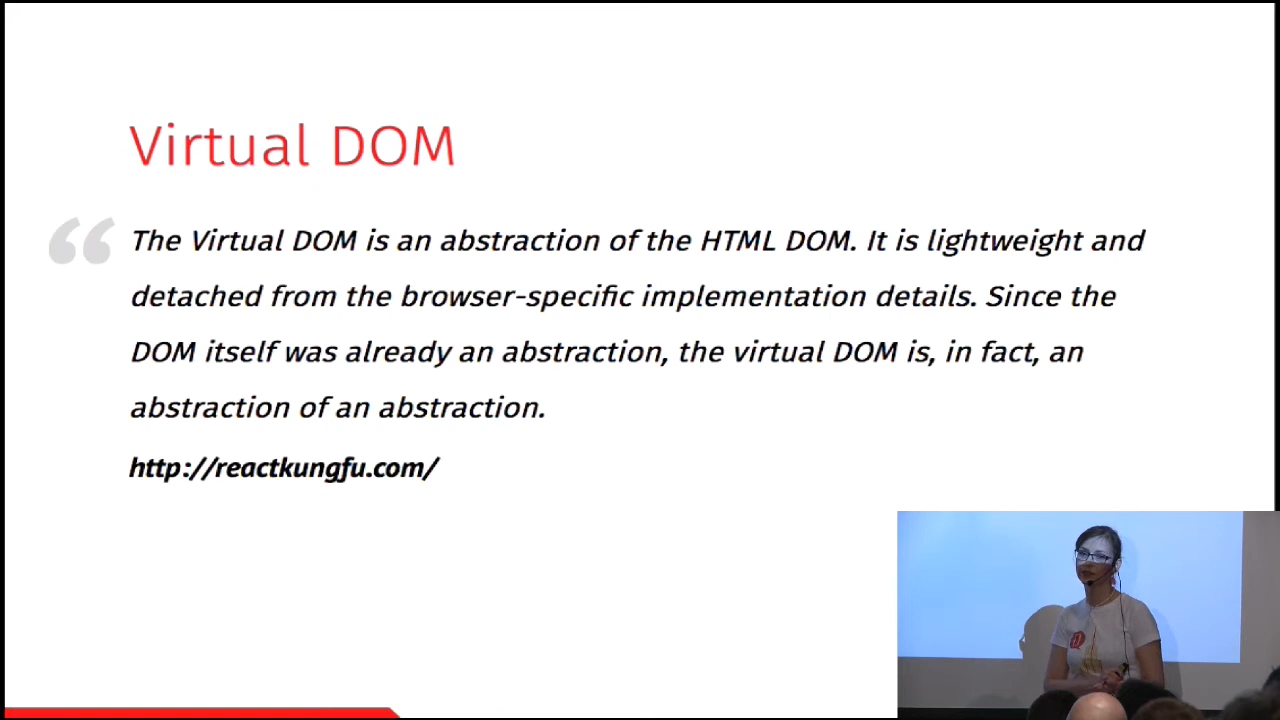 Virtual DOM
“
The Virtual DOM is an abstraction of the HTML DOM. It is lightweight and
detached from the browser-specific implementation details. Since the
DOM itself was already an abstraction, the virtual DOM is, in fact, an
abstraction of an abstraction.
http://reactkungfu.com/